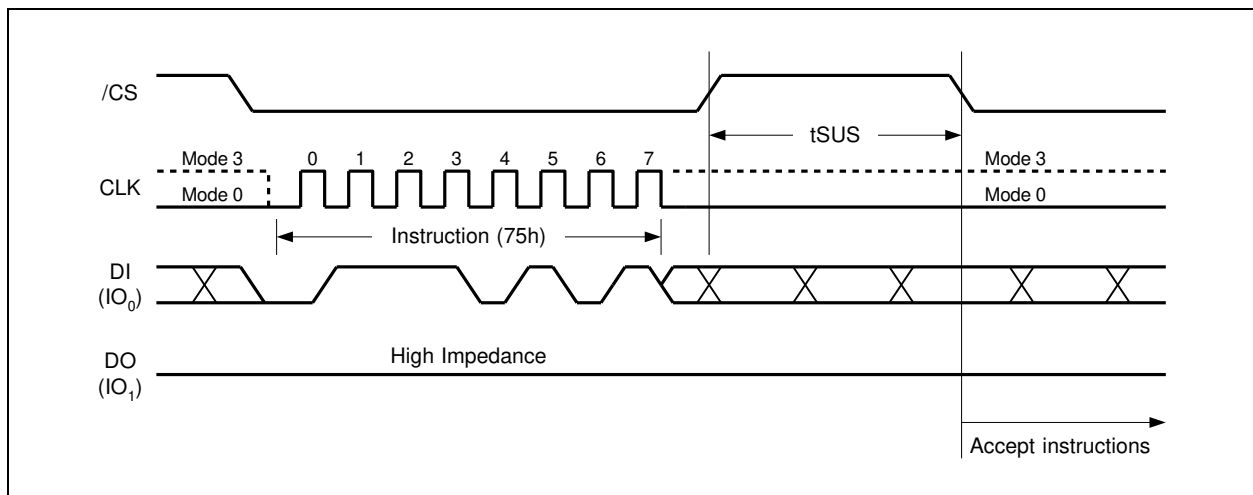 /CS
tSUS
Mode 3 0 1 2 3 4 5 6 7 Mode 3
CLK
Mode 0 Mode 0
Instruction (75h)
DI
(IO₀)
High Impedance
DO
(IO₁)
Accept instructions